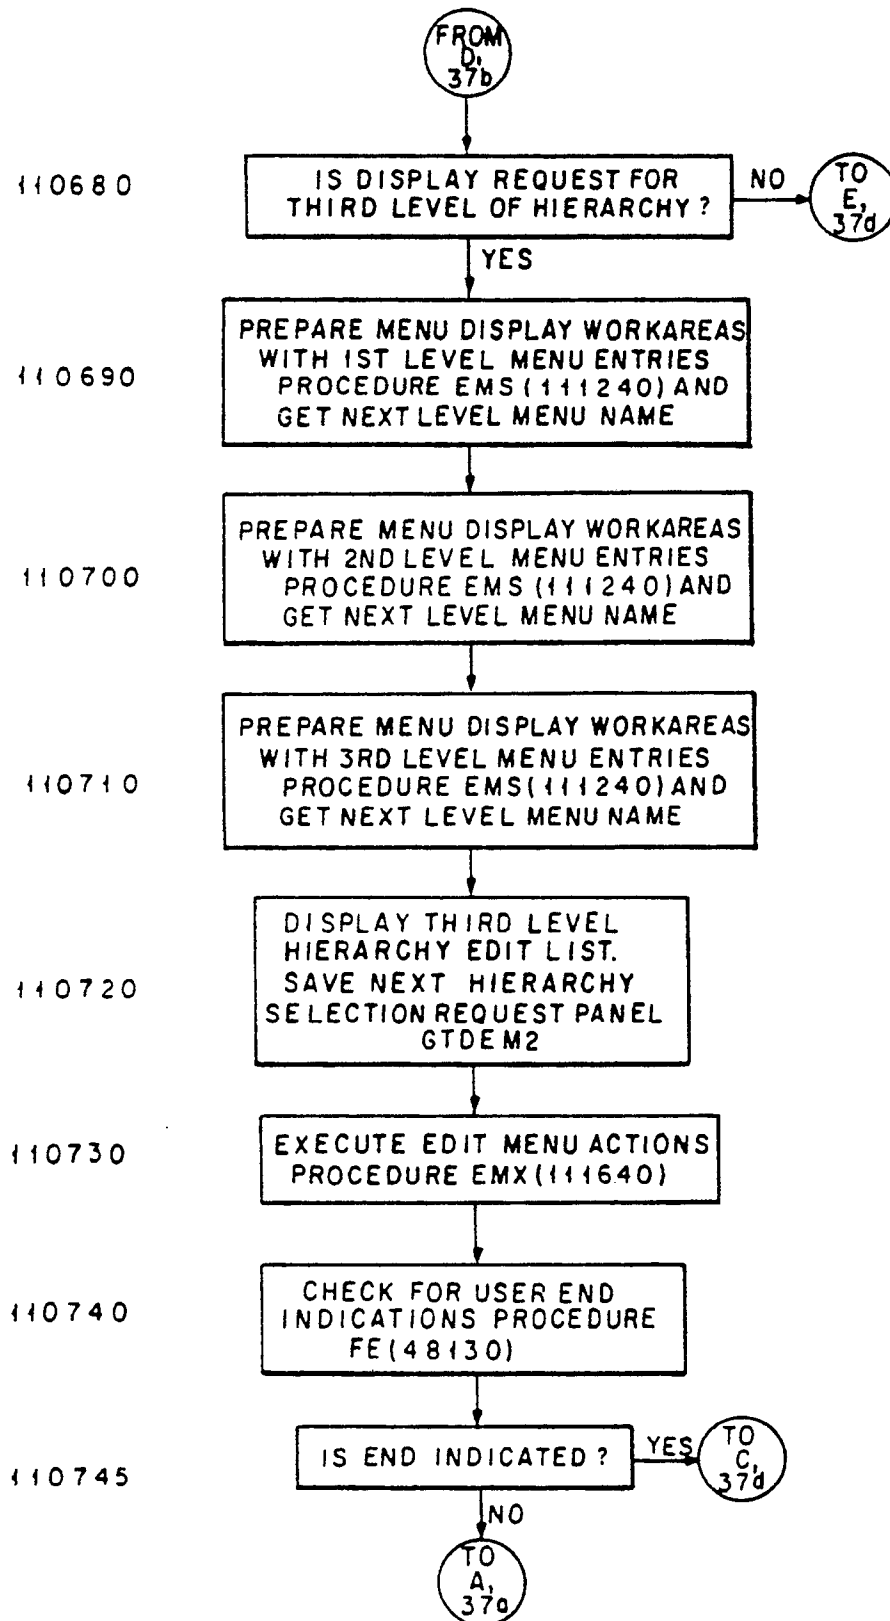 FROM
D,
37b
110680
IS DISPLAY REQUEST FOR
THIRD LEVEL OF HIERARCHY ?
NO
TO
E,
37d
YES
110690
PREPARE MENU DISPLAY WORKAREAS
WITH 1ST LEVEL MENU ENTRIES
PROCEDURE EMS (111240) AND
GET NEXT LEVEL MENU NAME
110700
PREPARE MENU DISPLAY WORKAREAS
WITH 2ND LEVEL MENU ENTRIES
PROCEDURE EMS (111240) AND
GET NEXT LEVEL MENU NAME
110710
PREPARE MENU DISPLAY WORKAREAS
WITH 3RD LEVEL MENU ENTRIES
PROCEDURE EMS (111240) AND
GET NEXT LEVEL MENU NAME
110720
DISPLAY THIRD LEVEL
HIERARCHY EDIT LIST.
SAVE NEXT HIERARCHY
SELECTION REQUEST PANEL
GTDEM2
110730
EXECUTE EDIT MENU ACTIONS
PROCEDURE EMX (111640)
110740
CHECK FOR USER END
INDICATIONS PROCEDURE
FE (48130)
110745
IS END INDICATED ?
YES
TO
C,
37d
NO
TO
A,
37a